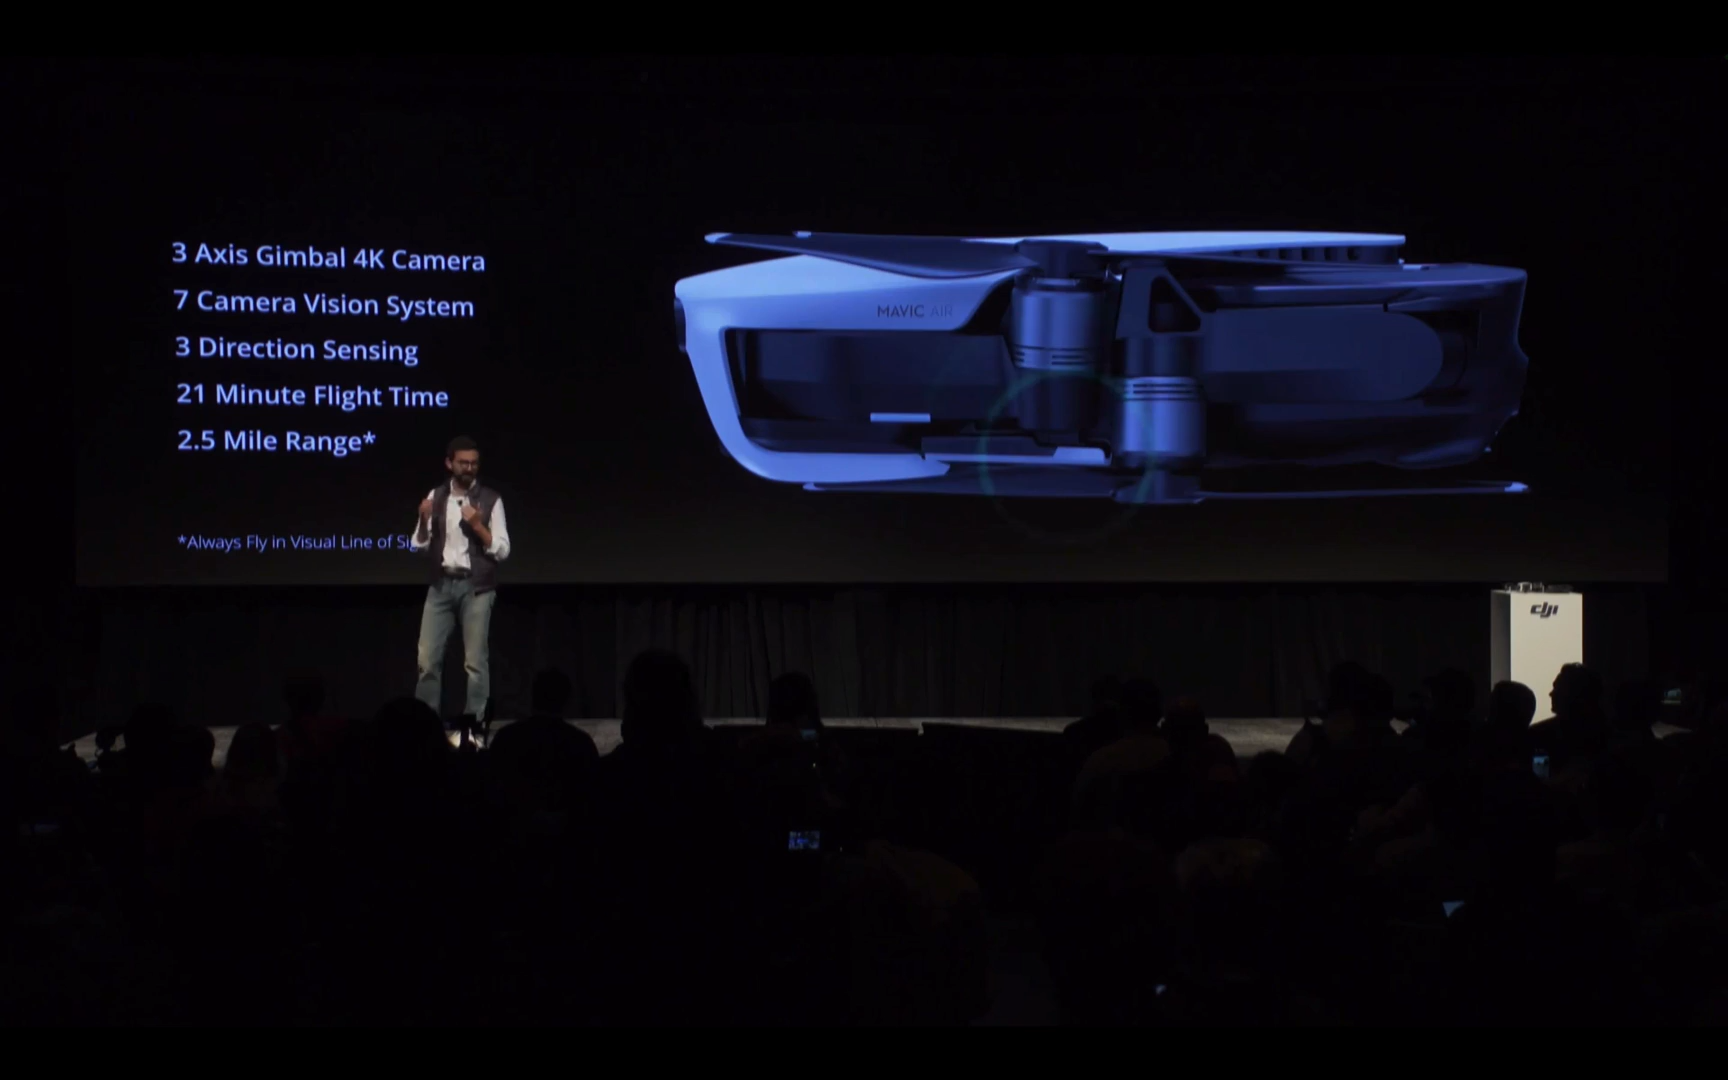 3 Axis Gimbal 4K Camera
7 Camera Vision System
3 Direction Sensing
21 Minute Flight Time
2.5 Mile Range*
*Always Fly in Visual Line of
MAVIC AIR
dji